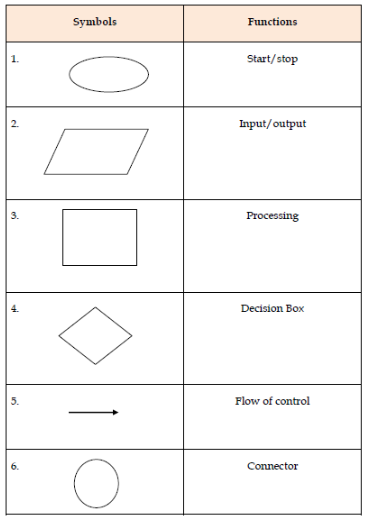 Symbols Functions
1. Start/stop
2. Input/output
3. Processing
4. Decision Box
5. Flow of control
6. Connector